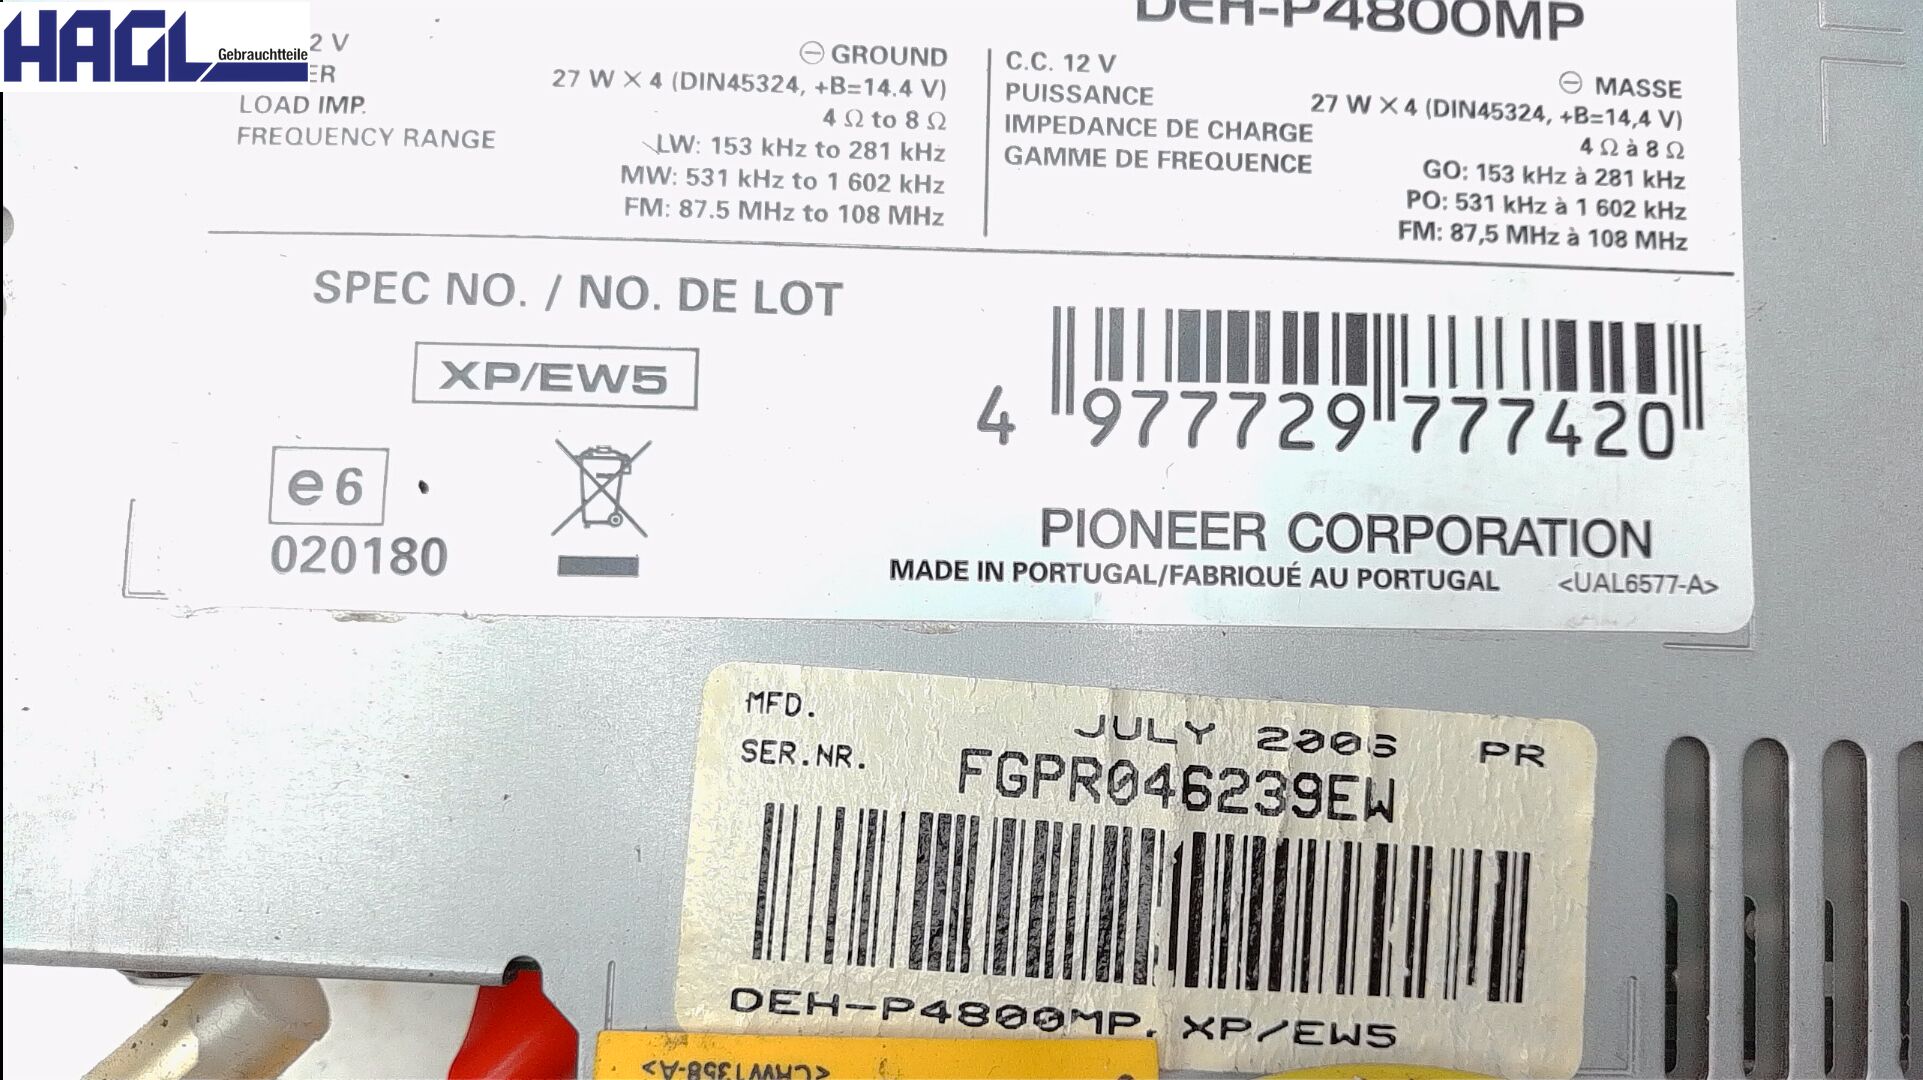 HAGL
Gebrauchtteile
DEH-P4800MP
2 V
⊖ GROUND
ER
27 W × 4 (DIN45324, +B=14.4 V)
LOAD IMP.
4 Ω to 8 Ω
FREQUENCY RANGE
LW: 153 kHz to 281 kHz
MW: 531 kHz to 1 602 kHz
FM: 87.5 MHz to 108 MHz
C.C. 12 V
⊖ MASSE
PUISSANCE
27 W × 4 (DIN45324, +B=14,4 V)
IMPEDANCE DE CHARGE
4 Ω à 8 Ω
GAMME DE FREQUENCE
GO: 153 kHz à 281 kHz
PO: 531 kHz à 1 602 kHz
FM: 87,5 MHz à 108 MHz
SPEC NO. / NO. DE LOT
XP/EW5
4 977729 777420
e6
020180
PIONEER CORPORATION
MADE IN PORTUGAL/FABRIQUÉ AU PORTUGAL <UAL6577-A>
MFD. JULY 2006 PR
SER.NR. FGPR046239EW
DEH-P4800MP. XP/EW5
<CRW1358-A>